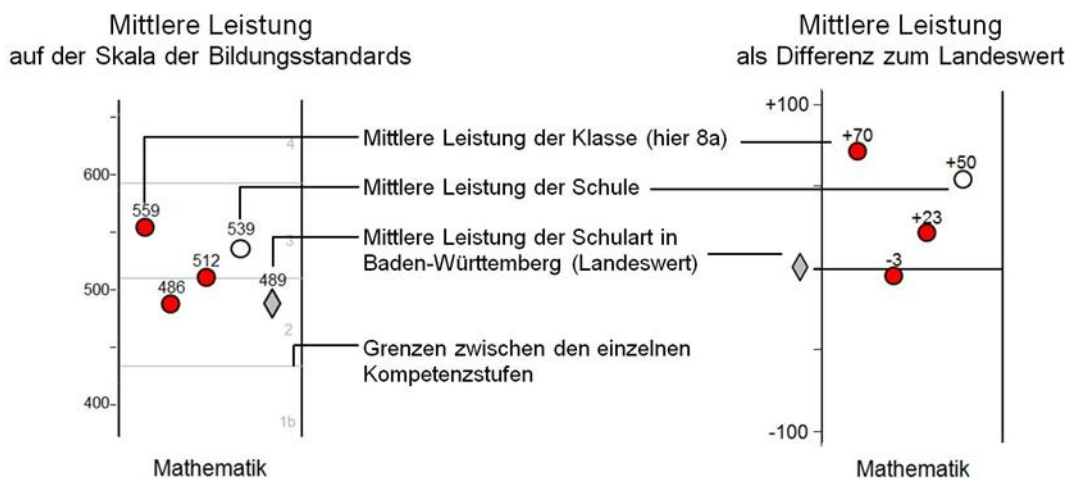 Mittlere Leistung
auf der Skala der Bildungsstandards
Mittlere Leistung
als Differenz zum Landeswert
600
500
400
559
486
512
539
489
4
3
2
1b
Mathematik
Mittlere Leistung der Klasse (hier 8a)
Mittlere Leistung der Schule
Mittlere Leistung der Schulart in
Baden-Württemberg (Landeswert)
Grenzen zwischen den einzelnen
Kompetenzstufen
+100
+70
+50
+23
-3
-100
Mathematik